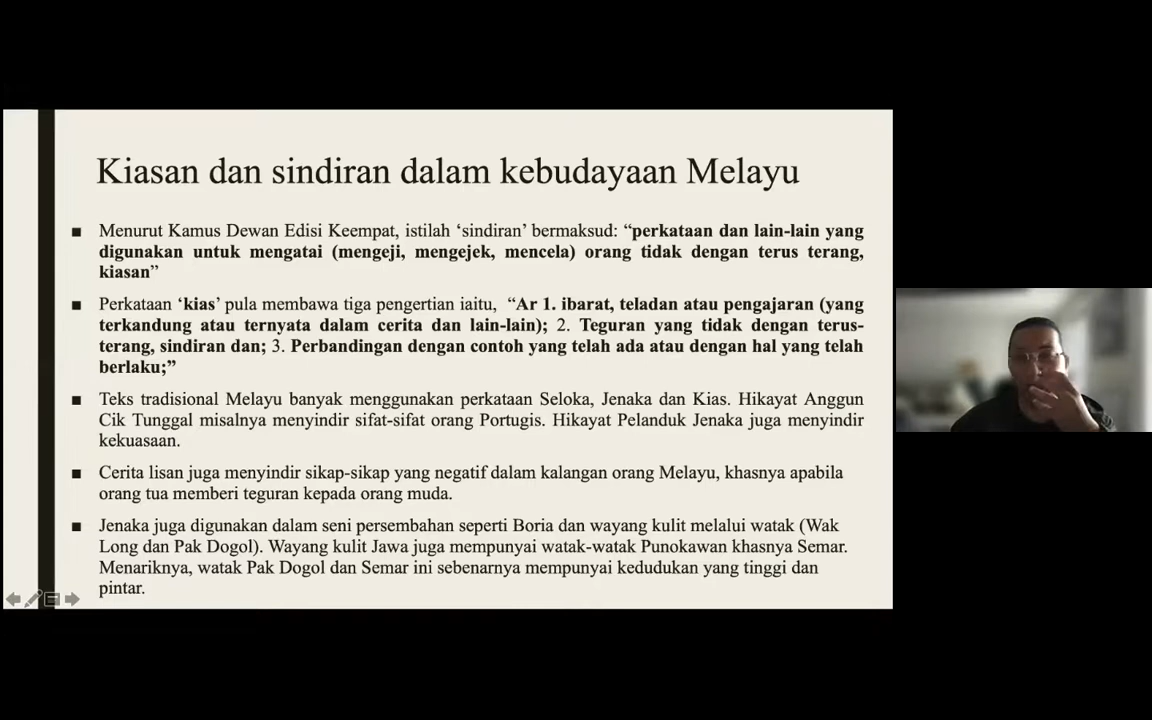 Kiasan dan sindiran dalam kebudayaan Melayu
■ Menurut Kamus Dewan Edisi Keempat, istilah ‘sindiran’ bermaksud: “perkataan dan lain-lain yang
digunakan untuk mengatai (mengeji, mengejek, mencela) orang tidak dengan terus terang,
kiasan”
■ Perkataan ‘kias’ pula membawa tiga pengertian iaitu, “Ar 1. ibarat, teladan atau pengajaran (yang
terkandung atau ternyata dalam cerita dan lain-lain); 2. Teguran yang tidak dengan terus-
terang, sindiran dan; 3. Perbandingan dengan contoh yang telah ada atau dengan hal yang telah
berlaku;”
■ Teks tradisional Melayu banyak menggunakan perkataan Seloka, Jenaka dan Kias. Hikayat Anggun
Cik Tunggal misalnya menyindir sifat-sifat orang Portugis. Hikayat Pelanduk Jenaka juga menyindir
kekuasaan.
■ Cerita lisan juga menyindir sikap-sikap yang negatif dalam kalangan orang Melayu, khasnya apabila
orang tua memberi teguran kepada orang muda.
■ Jenaka juga digunakan dalam seni persembahan seperti Boria dan wayang kulit melalui watak (Wak
Long dan Pak Dogol). Wayang kulit Jawa juga mempunyai watak-watak Punokawan khasnya Semar.
Menariknya, watak Pak Dogol dan Semar ini sebenarnya mempunyai kedudukan yang tinggi dan
pintar.